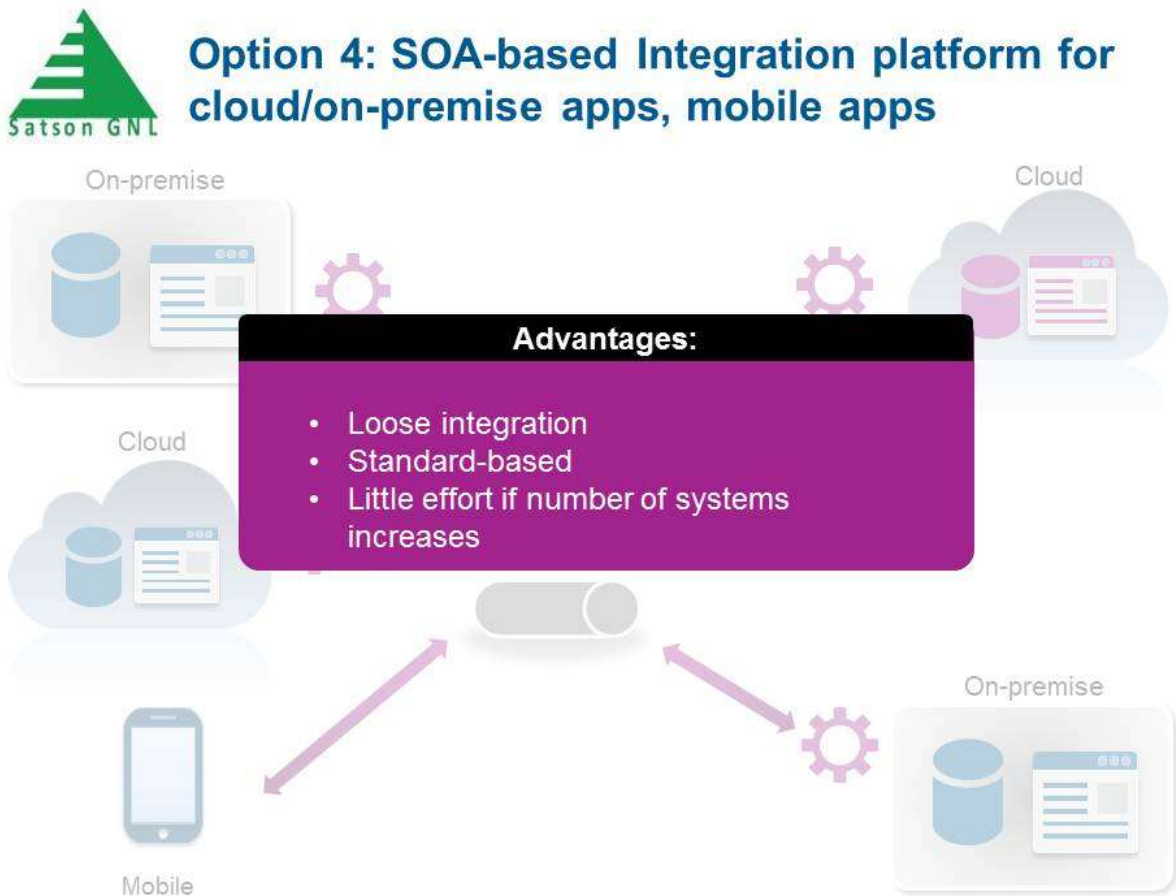 Satson GNL
Option 4: SOA-based Integration platform for
cloud/on-premise apps, mobile apps
On-premise
Cloud
Advantages:
• Loose integration
• Standard-based
• Little effort if number of systems
increases
Cloud
On-premise
Mobile